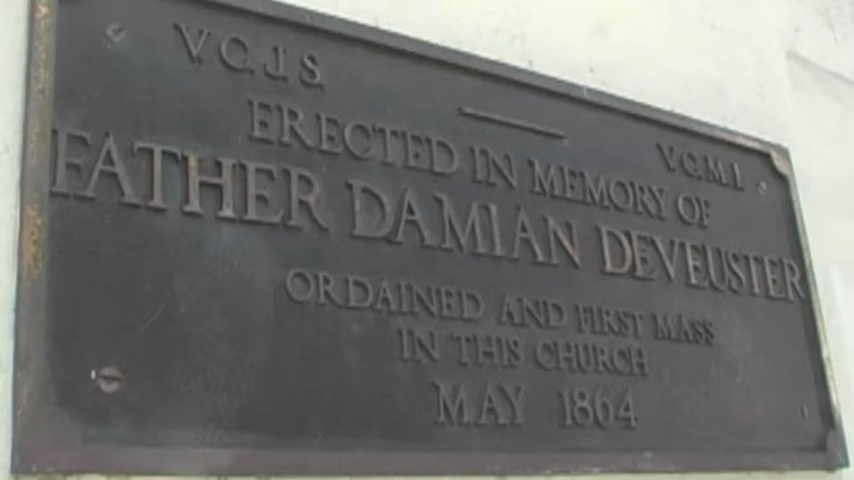 V.C.J.S.
V.C.M.I.
ERECTED IN MEMORY OF
FATHER DAMIAN DEVEUSTER
ORDAINED AND FIRST MASS
IN THIS CHURCH
MAY 1864